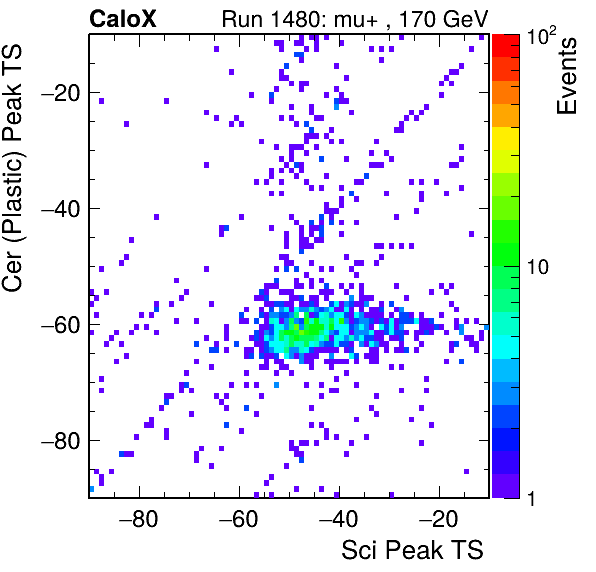 CaloX Run 1480: mu+ , 170 GeV
Cer (Plastic) Peak TS
−20
−40
−60
−80
−80 −60 −40 −20
Sci Peak TS
10²
10
1
Events